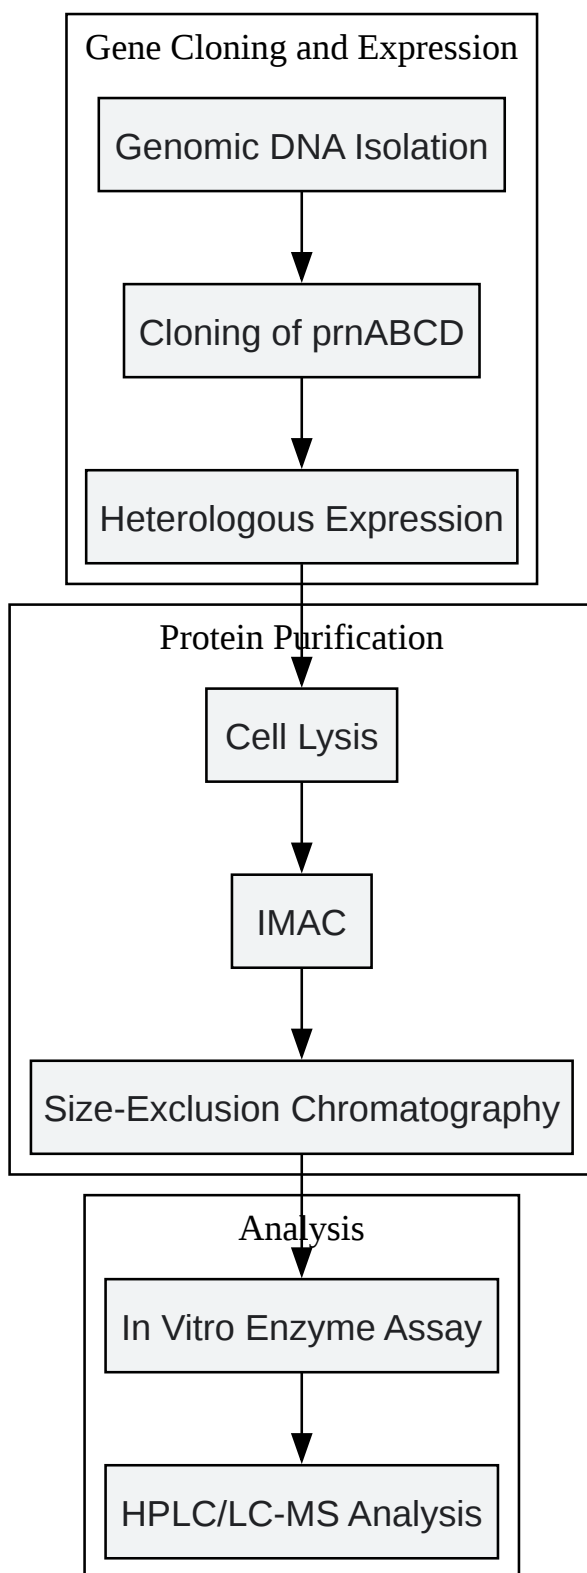 Gene Cloning and Expression
Genomic DNA Isolation
Cloning of prnABCD
Heterologous Expression
Protein Purification
Cell Lysis
IMAC
Size-Exclusion Chromatography
Analysis
In Vitro Enzyme Assay
HPLC/LC-MS Analysis